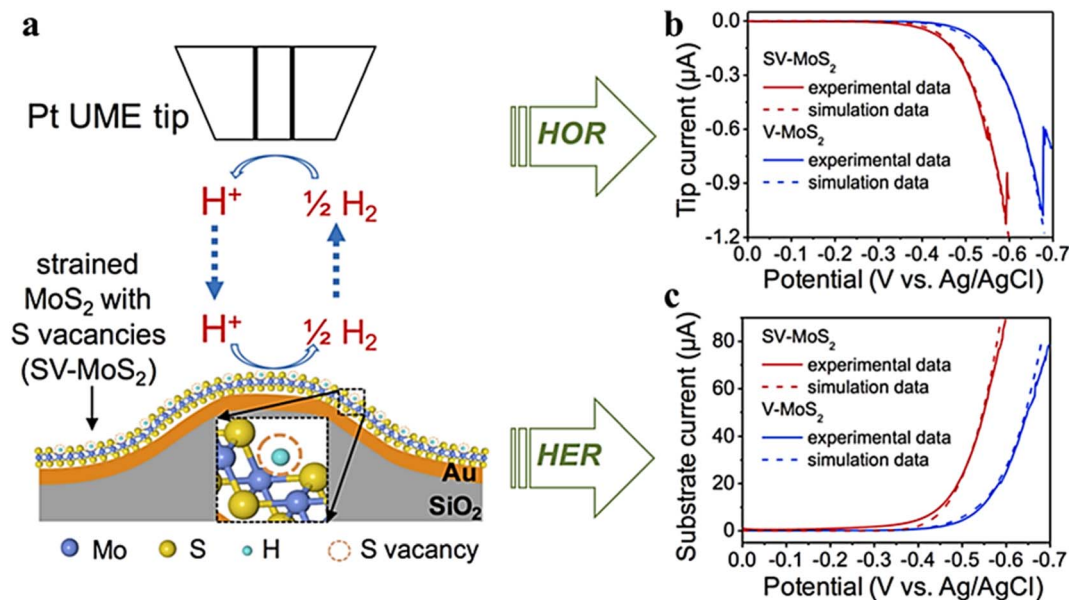 a
Pt UME tip
H⁺ ½ H₂
strained
MoS₂ with
S vacancies
(SV-MoS₂)
H⁺ ½ H₂
Au
SiO₂
Mo S H S vacancy
HOR
HER
b
0.0
-0.3
-0.6
-0.9
-1.2
Tip current (µA)
SV-MoS₂
experimental data
simulation data
V-MoS₂
experimental data
simulation data
0.0 -0.1 -0.2 -0.3 -0.4 -0.5 -0.6 -0.7
Potential (V vs. Ag/AgCl)
c
80
60
40
20
0
Substrate current (µA)
SV-MoS₂
experimental data
simulation data
V-MoS₂
experimental data
simulation data
0.0 -0.1 -0.2 -0.3 -0.4 -0.5 -0.6 -0.7
Potential (V vs. Ag/AgCl)